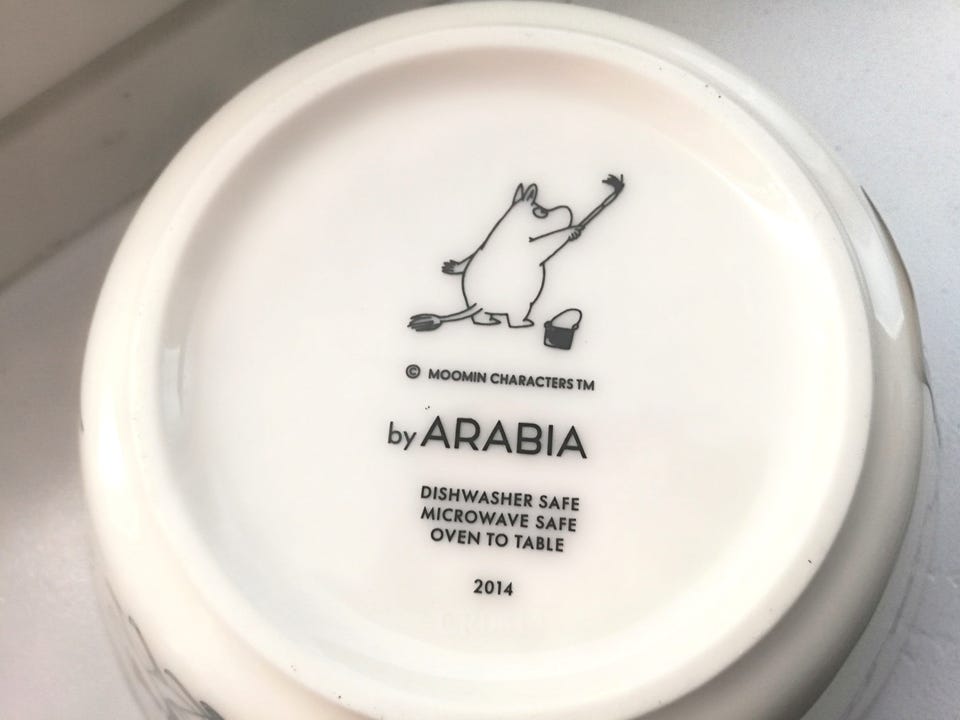 © MOOMIN CHARACTERS TM
by ARABIA
DISHWASHER SAFE
MICROWAVE SAFE
OVEN TO TABLE
2014